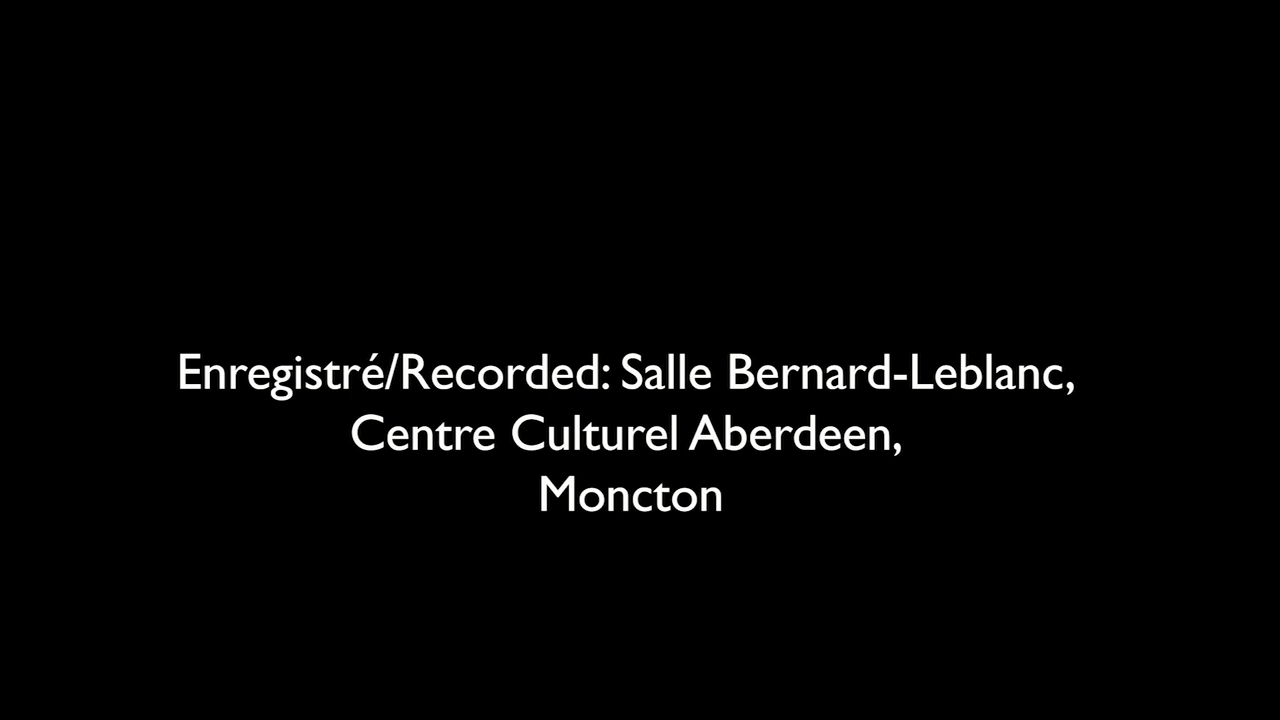 Enregistré/Recorded: Salle Bernard-Leblanc,
Centre Culturel Aberdeen,
Moncton